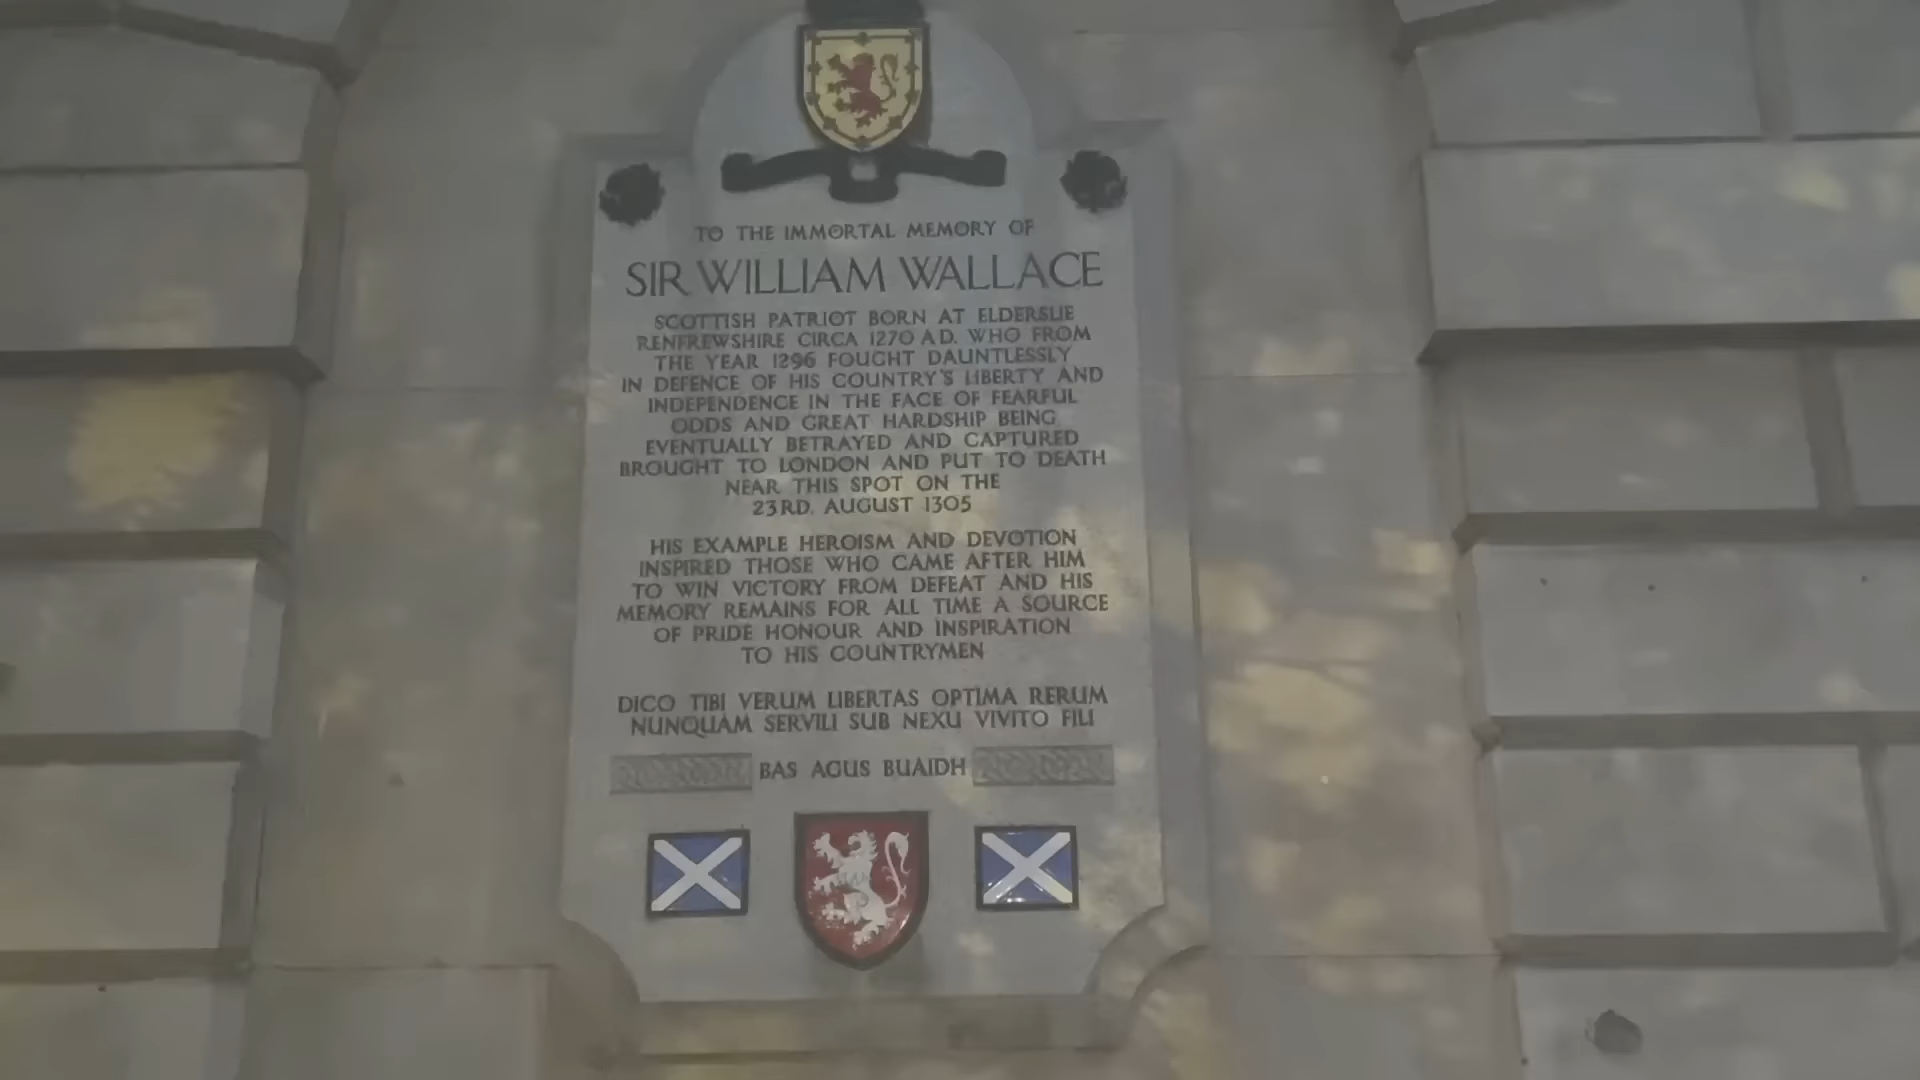 TO THE IMMORTAL MEMORY OF
SIR WILLIAM WALLACE
SCOTTISH PATRIOT BORN AT ELDERSLIE
RENFREWSHIRE CIRCA 1270 A.D. WHO FROM
THE YEAR 1296 FOUGHT DAUNTLESSLY
IN DEFENCE OF HIS COUNTRY'S LIBERTY AND
INDEPENDENCE IN THE FACE OF FEARFUL
ODDS AND GREAT HARDSHIP BEING
EVENTUALLY BETRAYED AND CAPTURED
BROUGHT TO LONDON AND PUT TO DEATH
NEAR THIS SPOT ON THE
23RD. AUGUST 1305
HIS EXAMPLE HEROISM AND DEVOTION
INSPIRED THOSE WHO CAME AFTER HIM
TO WIN VICTORY FROM DEFEAT AND HIS
MEMORY REMAINS FOR ALL TIME A SOURCE
OF PRIDE HONOUR AND INSPIRATION
TO HIS COUNTRYMEN
DICO TIBI VERUM LIBERTAS OPTIMA RERUM
NUNQUAM SERVILI SUB NEXU VIVITO FILI
BAS AGUS BUAIDH